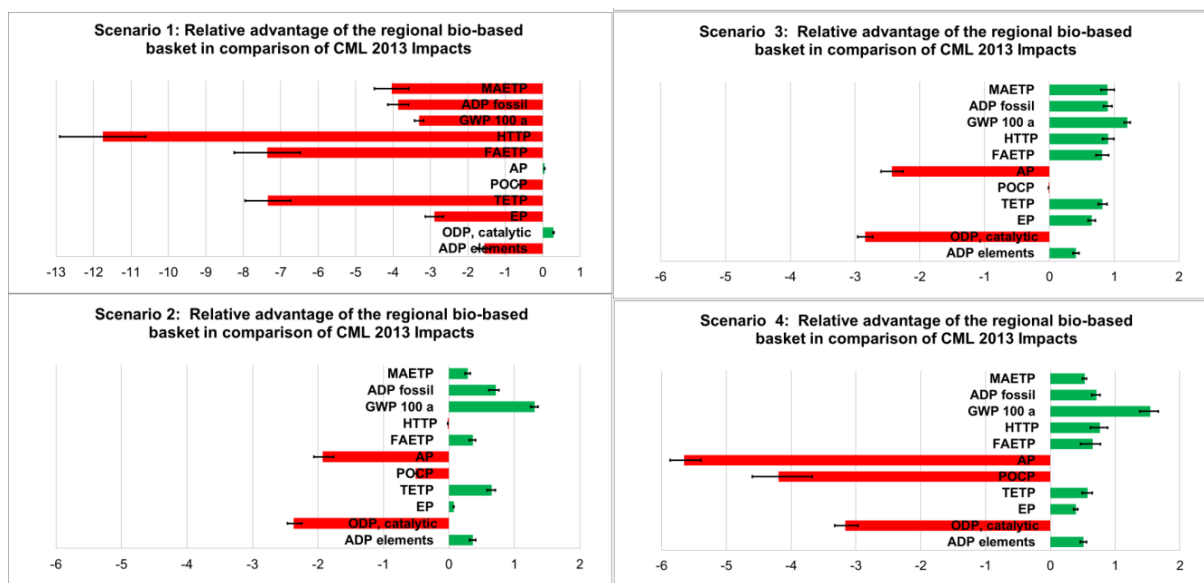 Scenario 1: Relative advantage of the regional bio-based
basket in comparison of CML 2013 Impacts
MAETP
ADP fossil
GWP 100 a
HTTP
FAETP
AP
POCP
TETP
EP
ODP, catalytic
ADP elements
-13 -12 -11 -10 -9 -8 -7 -6 -5 -4 -3 -2 -1 0 1
Scenario 3: Relative advantage of the regional bio-based
basket in comparison of CML 2013 Impacts
MAETP
ADP fossil
GWP 100 a
HTTP
FAETP
AP
POCP
TETP
EP
ODP, catalytic
ADP elements
-6 -5 -4 -3 -2 -1 0 1 2
Scenario 2: Relative advantage of the regional bio-based
basket in comparison of CML 2013 Impacts
MAETP
ADP fossil
GWP 100 a
HTTP
FAETP
AP
POCP
TETP
EP
ODP, catalytic
ADP elements
-6 -5 -4 -3 -2 -1 0 1 2
Scenario 4: Relative advantage of the regional bio-based
basket in comparison of CML 2013 Impacts
MAETP
ADP fossil
GWP 100 a
HTTP
FAETP
AP
POCP
TETP
EP
ODP, catalytic
ADP elements
-6 -5 -4 -3 -2 -1 0 1 2